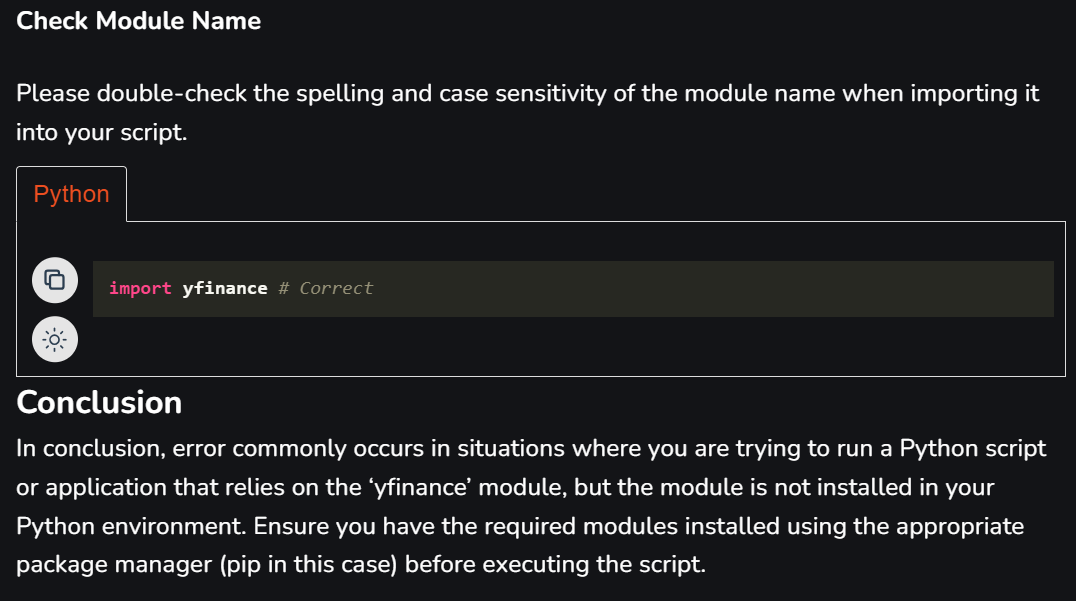 Check Module Name
Please double-check the spelling and case sensitivity of the module name when importing it
into your script.
Python
import yfinance # Correct
Conclusion
In conclusion, error commonly occurs in situations where you are trying to run a Python script
or application that relies on the ‘yfinance’ module, but the module is not installed in your
Python environment. Ensure you have the required modules installed using the appropriate
package manager (pip in this case) before executing the script.